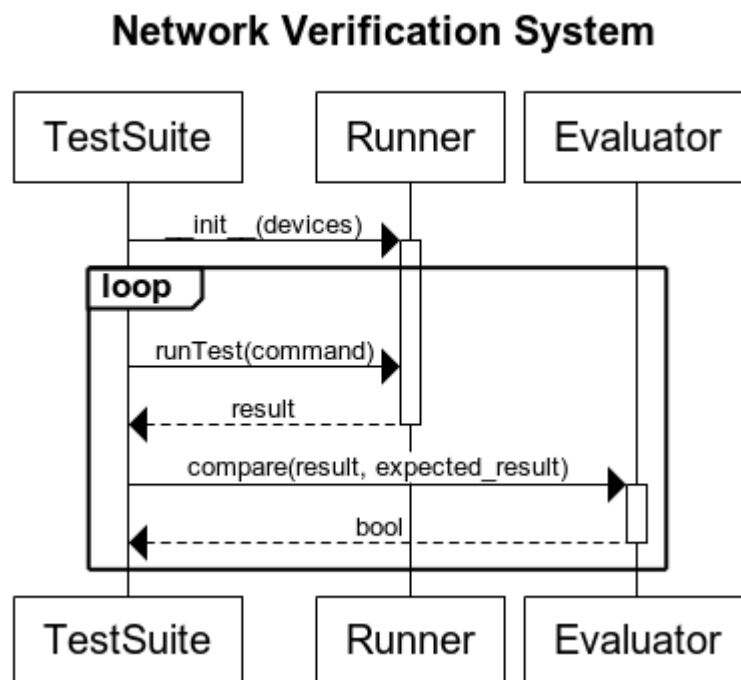 Network Verification System
TestSuite Runner Evaluator
__init__(devices)
loop
runTest(command)
result
compare(result, expected_result)
bool
TestSuite Runner Evaluator